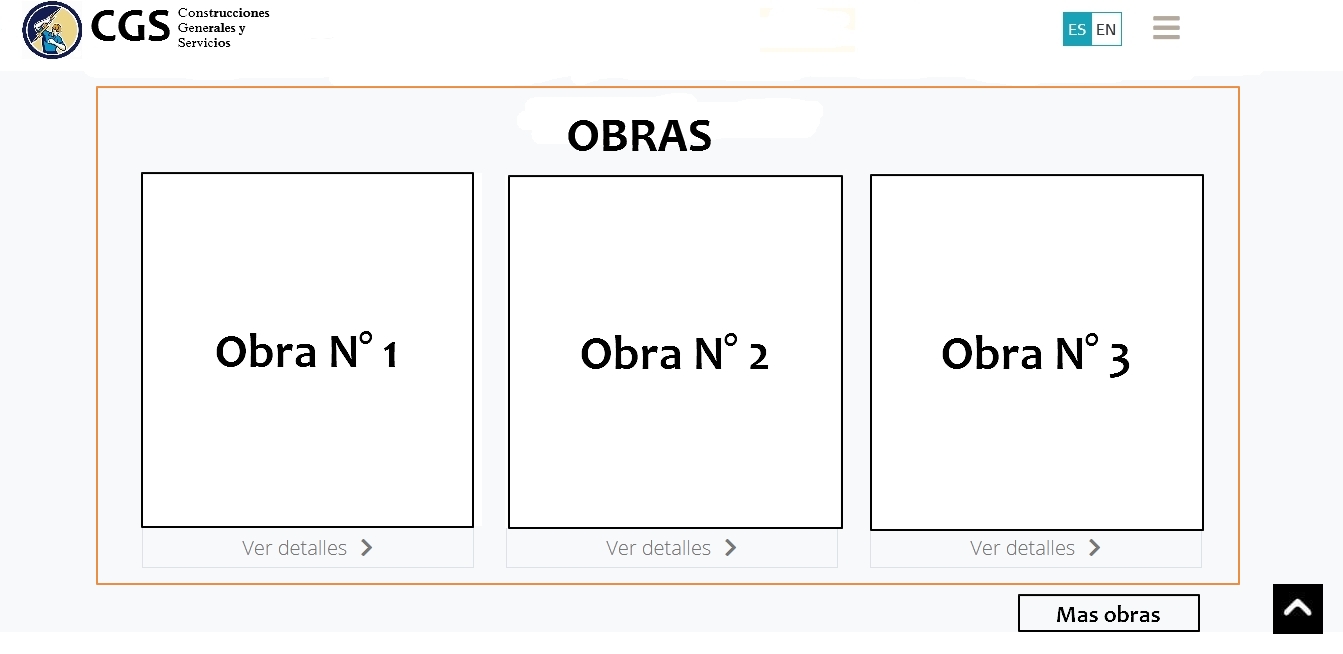 CGS
Construcciones
Generales y
Servicios
ES EN
OBRAS
Obra N° 1
Obra N° 2
Obra N° 3
Ver detalles
Ver detalles
Ver detalles
Mas obras